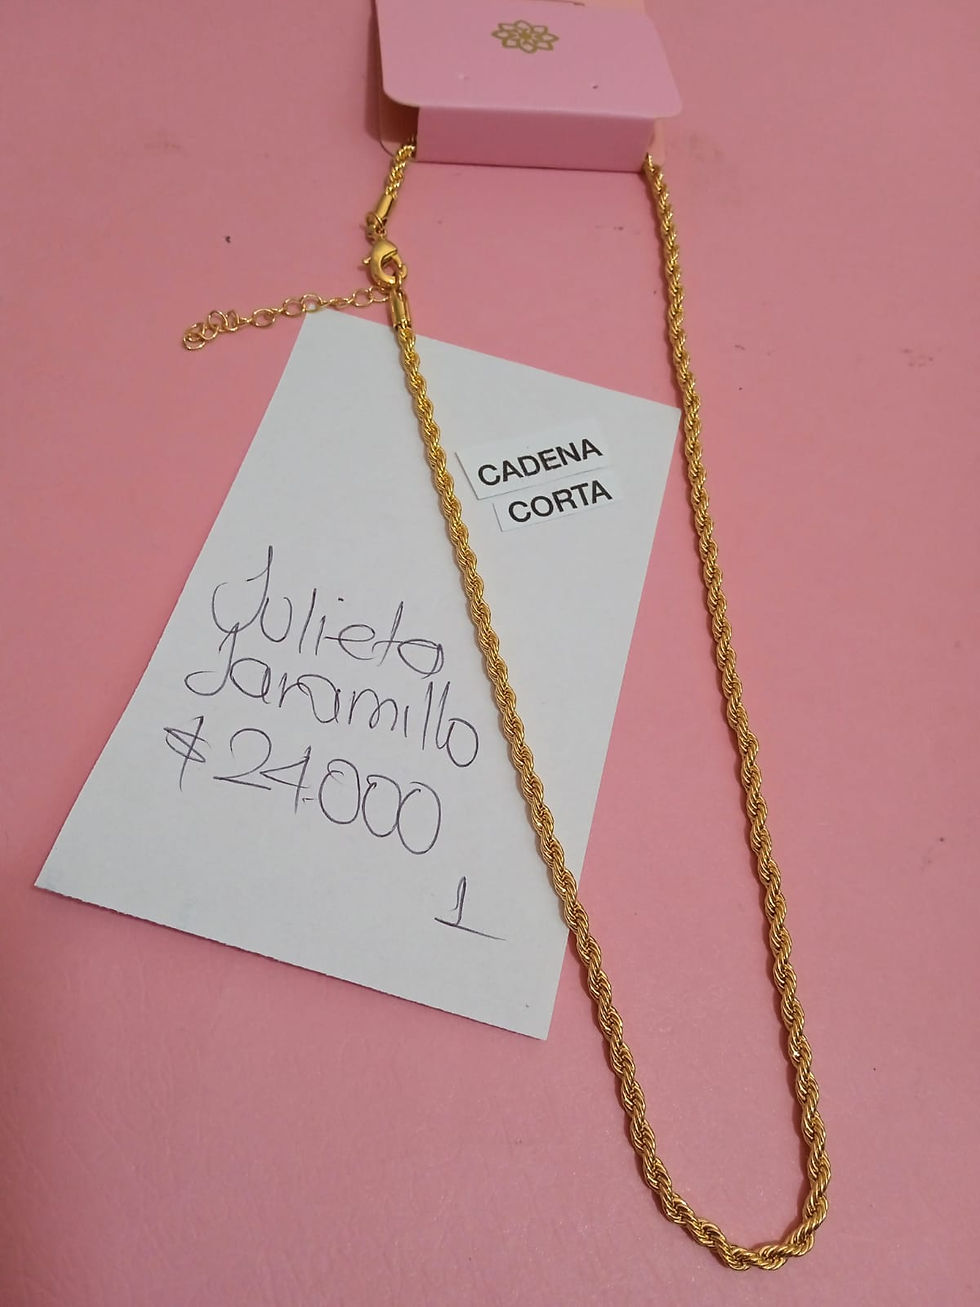 CADENA
CORTA
Julieta
Jaramillo
$24.000
1